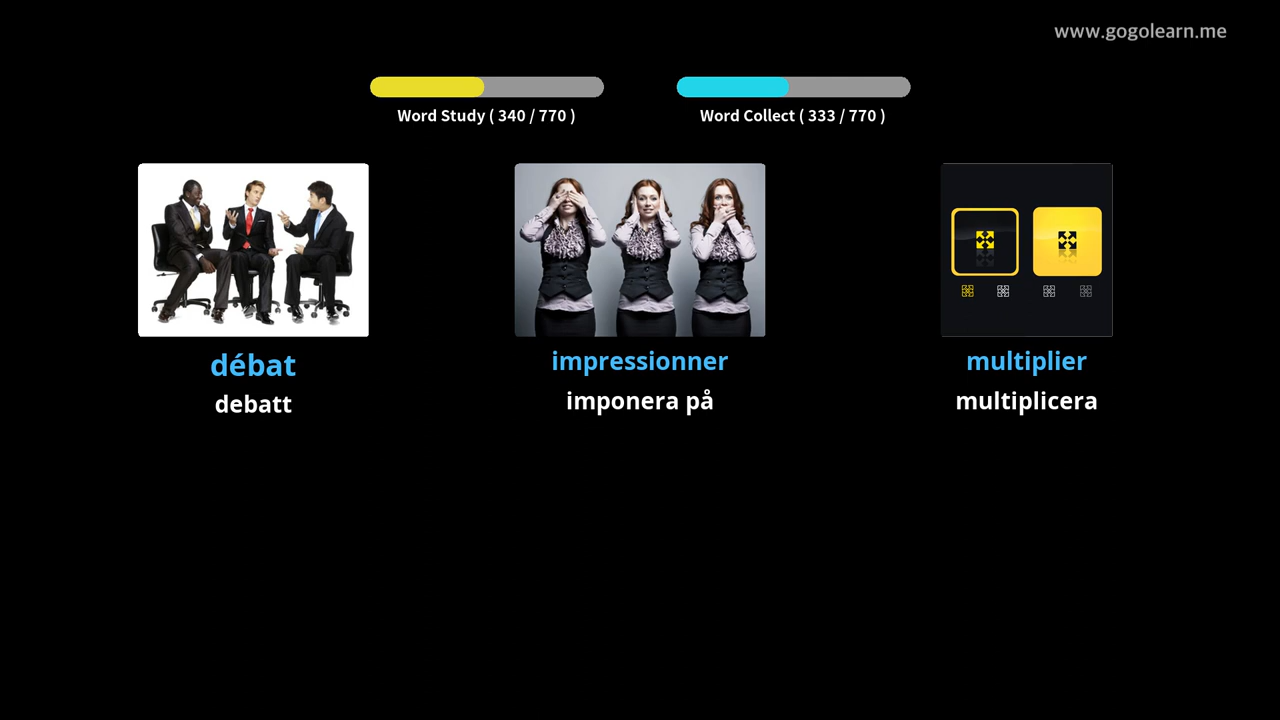 www.gogolearn.me
Word Study ( 340 / 770 )
Word Collect ( 333 / 770 )
débat
debatt
impressionner
imponera på
multiplier
multiplicera